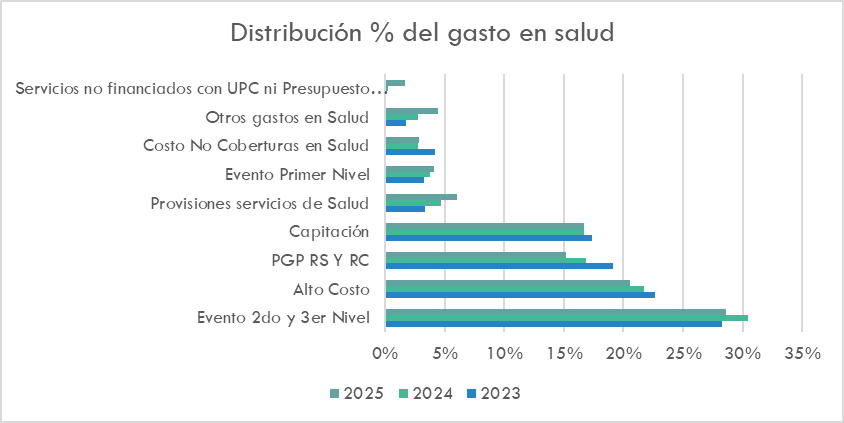 Distribución % del gasto en salud
Servicios no financiados con UPC ni Presupuesto…
Otros gastos en Salud
Costo No Coberturas en Salud
Evento Primer Nivel
Provisiones servicios de Salud
Capitación
PGP RS Y RC
Alto Costo
Evento 2do y 3er Nivel
0% 5% 10% 15% 20% 25% 30% 35%
2025 2024 2023